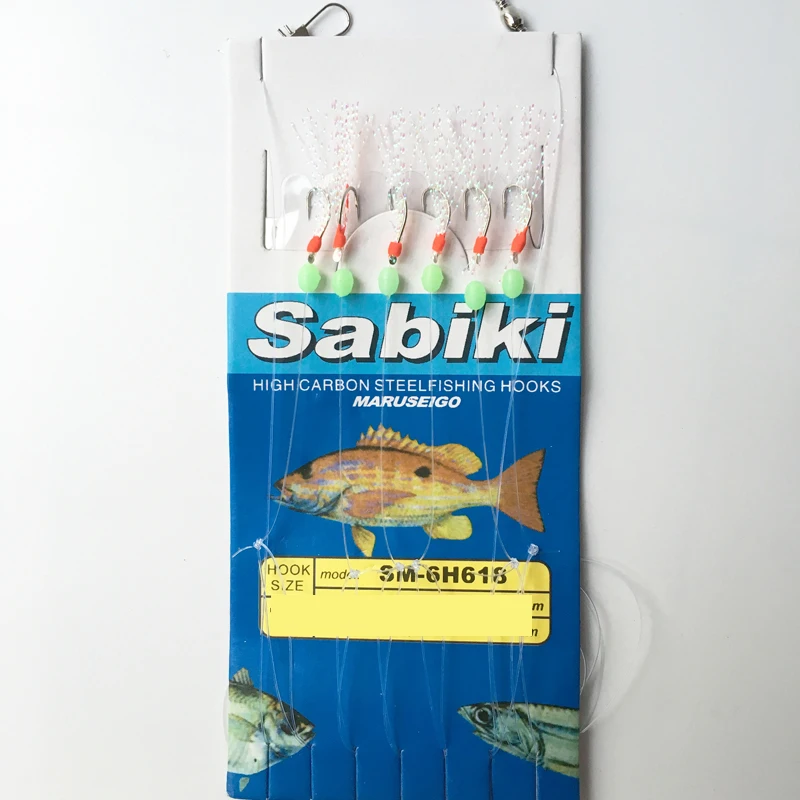 Sabiki
HIGH CARBON STEELFISHING HOOKS
MARUSEIGO
HOOK SIZE
model: SM-6H618
m
m